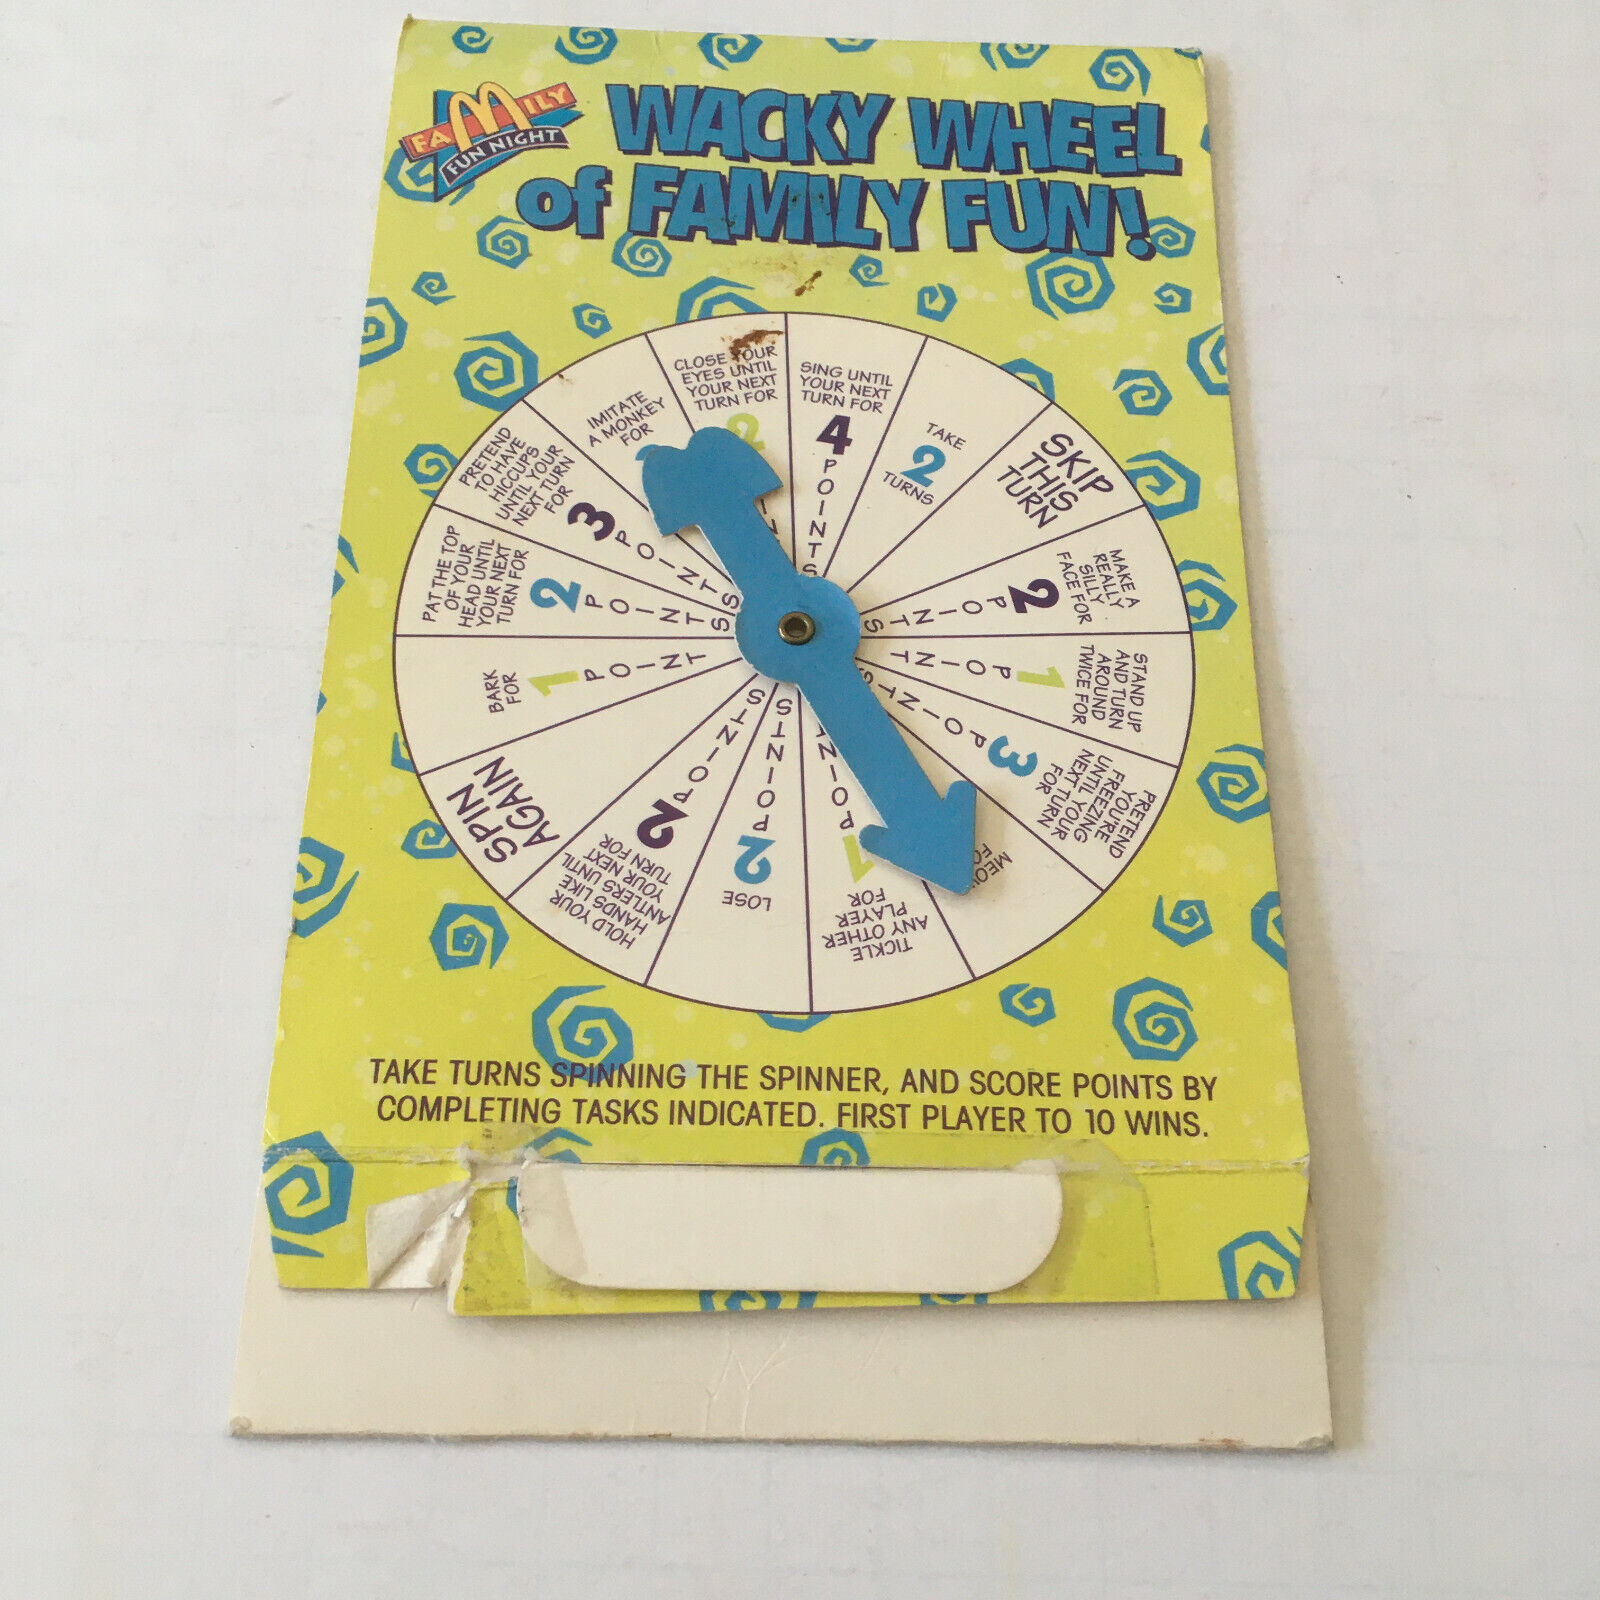 FAMILY
FUN NIGHT
WACKY WHEEL
of FAMILY FUN!
SING UNTIL
YOUR NEXT
TURN FOR
4
POINTS
TAKE
2
TURNS
SKIP
THIS
TURN
MAKE A
REALLY
SILLY
FACE FOR
2
POINTS
STAND UP
AND TURN
AROUND
TWICE FOR
1
POINT
PRETEND
YOU'RE
FREEZING
UNTIL YOUR
NEXT TURN
FOR
3
POINTS
TICKLE
ANY OTHER
PLAYER
FOR
1
POINT
LOSE
2
POINTS
HOLD YOUR
HANDS LIKE
ANTLERS UNTIL
YOUR NEXT
TURN FOR
2
POINTS
SPIN
AGAIN
BARK
FOR
1
POINT
PAT THE TOP
OF YOUR
HEAD UNTIL
YOUR NEXT
TURN FOR
2
POINTS
PRETEND
TO HAVE
HICCUPS
UNTIL YOUR
NEXT TURN
FOR
3
POINTS
IMITATE
A MONKEY
FOR
CLOSE YOUR
EYES UNTIL
YOUR NEXT
TURN FOR
2
TAKE TURNS SPINNING THE SPINNER, AND SCORE POINTS BY
COMPLETING TASKS INDICATED. FIRST PLAYER TO 10 WINS.